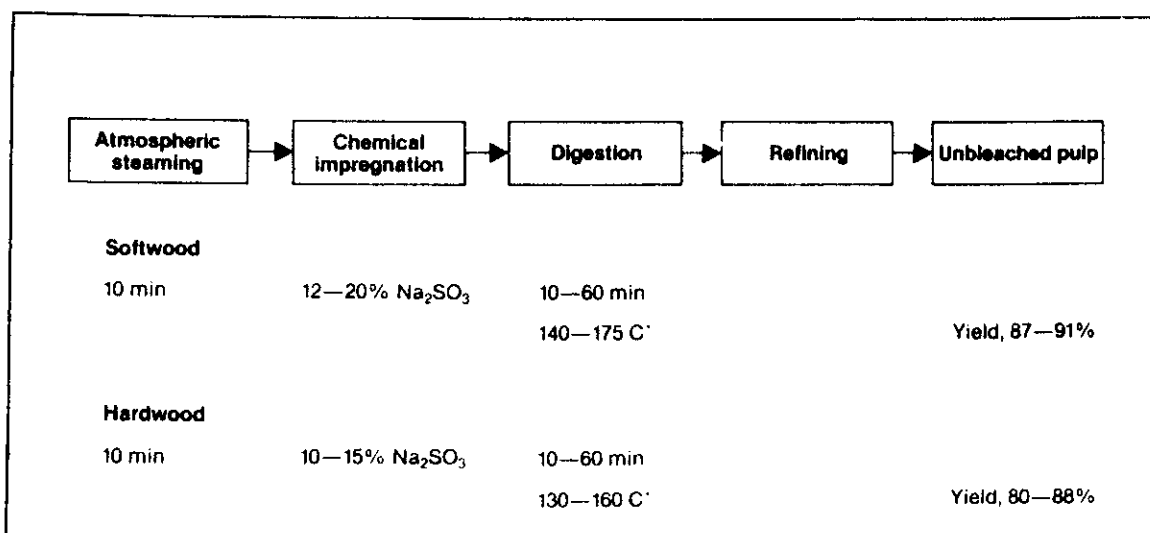 Atmospheric
steaming
Chemical
impregnation
Digestion
Refining
Unbleached pulp
Softwood
10 min
12—20% Na₂SO₃
10—60 min
140—175 C·
Yield, 87—91%
Hardwood
10 min
10—15% Na₂SO₃
10—60 min
130—160 C·
Yield, 80—88%